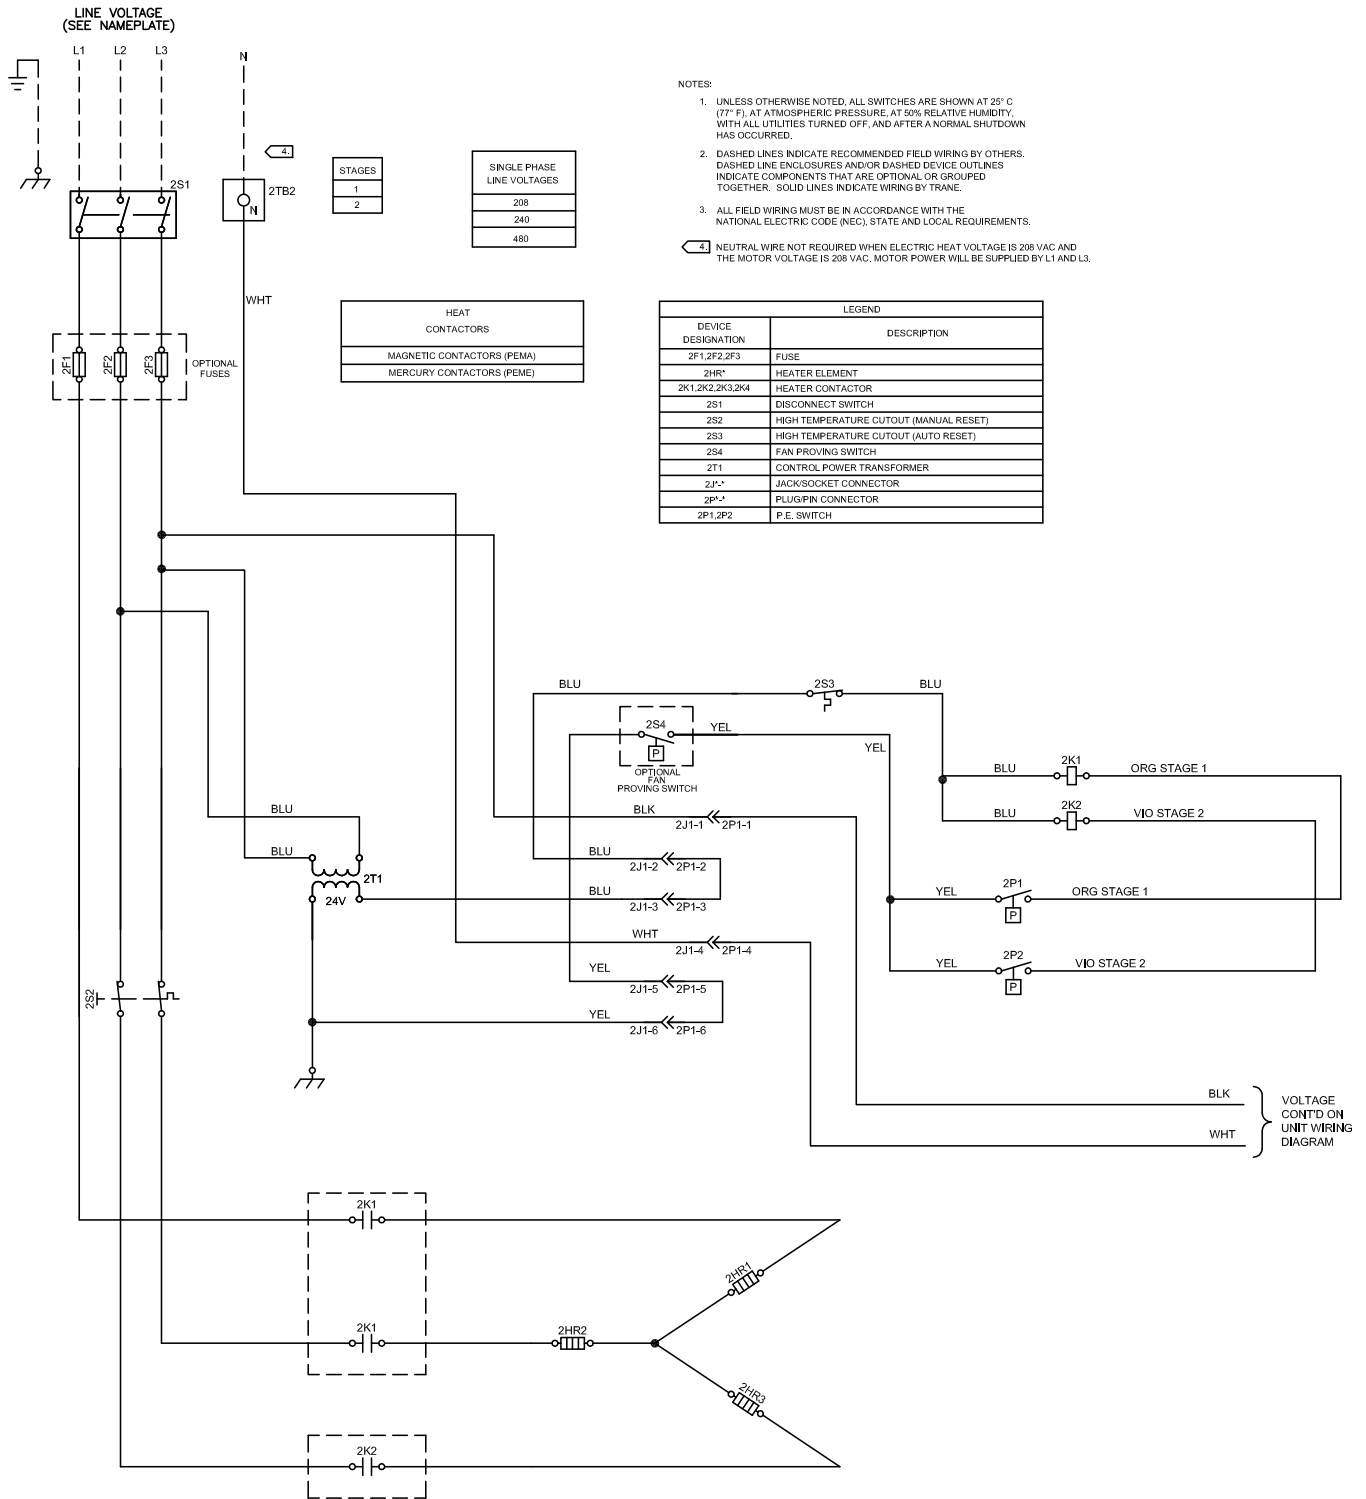 LINE VOLTAGE
(SEE NAMEPLATE)
L1 L2 L3
N
4.
2S1
2TB2
N
STAGES
1
2
SINGLE PHASE
LINE VOLTAGES
208
240
480
NOTES:
1. UNLESS OTHERWISE NOTED, ALL SWITCHES ARE SHOWN AT 25° C
(77° F), AT ATMOSPHERIC PRESSURE, AT 50% RELATIVE HUMIDITY,
WITH ALL UTILITIES TURNED OFF, AND AFTER A NORMAL SHUTDOWN
HAS OCCURRED.
2. DASHED LINES INDICATE RECOMMENDED FIELD WIRING BY OTHERS.
DASHED LINE ENCLOSURES AND/OR DASHED DEVICE OUTLINES
INDICATE COMPONENTS THAT ARE OPTIONAL OR GROUPED
TOGETHER. SOLID LINES INDICATE WIRING BY TRANE.
3. ALL FIELD WIRING MUST BE IN ACCORDANCE WITH THE
NATIONAL ELECTRIC CODE (NEC), STATE AND LOCAL REQUIREMENTS.
4. NEUTRAL WIRE NOT REQUIRED WHEN ELECTRIC HEAT VOLTAGE IS 208 VAC AND
THE MOTOR VOLTAGE IS 208 VAC. MOTOR POWER WILL BE SUPPLIED BY L1 AND L3.
WHT
HEAT
CONTACTORS
MAGNETIC CONTACTORS (PEMA)
MERCURY CONTACTORS (PEME)
LEGEND
DEVICE
DESIGNATION
DESCRIPTION
2F1,2F2,2F3 FUSE
2HR* HEATER ELEMENT
2K1,2K2,2K3,2K4 HEATER CONTACTOR
2S1 DISCONNECT SWITCH
2S2 HIGH TEMPERATURE CUTOUT (MANUAL RESET)
2S3 HIGH TEMPERATURE CUTOUT (AUTO RESET)
2S4 FAN PROVING SWITCH
2T1 CONTROL POWER TRANSFORMER
2J*-* JACK/SOCKET CONNECTOR
2P*-* PLUG/PIN CONNECTOR
2P1,2P2 P.E. SWITCH
2F1 2F2 2F3
OPTIONAL
FUSES
BLU 2S3 BLU
2S4 YEL
P
YEL
OPTIONAL
FAN
PROVING SWITCH
BLU 2K1 ORG STAGE 1
BLU 2K2 VIO STAGE 2
BLU
BLK 2J1-1 2P1-1
BLU
BLU 2J1-2 2P1-2
2T1
24V
BLU 2J1-3 2P1-3
YEL 2P1 ORG STAGE 1
P
WHT 2J1-4 2P1-4
YEL 2P2 VIO STAGE 2
P
YEL 2J1-5 2P1-5
2S2
YEL 2J1-6 2P1-6
BLK
WHT
VOLTAGE
CONT'D ON
UNIT WIRING
DIAGRAM
2K1
2HR1
2K1
2HR2
2HR3
2K2